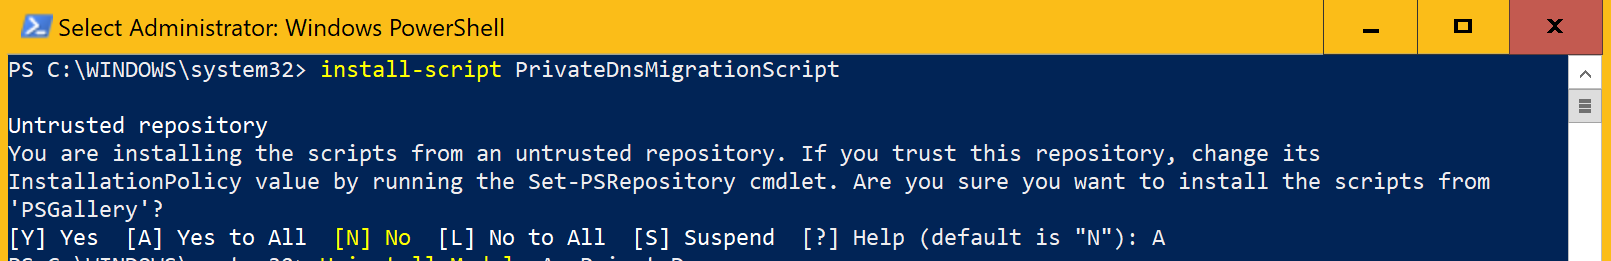 Select Administrator: Windows PowerShell
PS C:\WINDOWS\system32> install-script PrivateDnsMigrationScript
Untrusted repository
You are installing the scripts from an untrusted repository. If you trust this repository, change its
InstallationPolicy value by running the Set-PSRepository cmdlet. Are you sure you want to install the scripts from
'PSGallery'?
[Y] Yes  [A] Yes to All  [N] No  [L] No to All  [S] Suspend  [?] Help (default is "N"): A